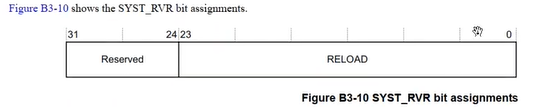 Figure B3-10 shows the SYST_RVR bit assignments.
31 24 23 0
Reserved RELOAD
Figure B3-10 SYST_RVR bit assignments